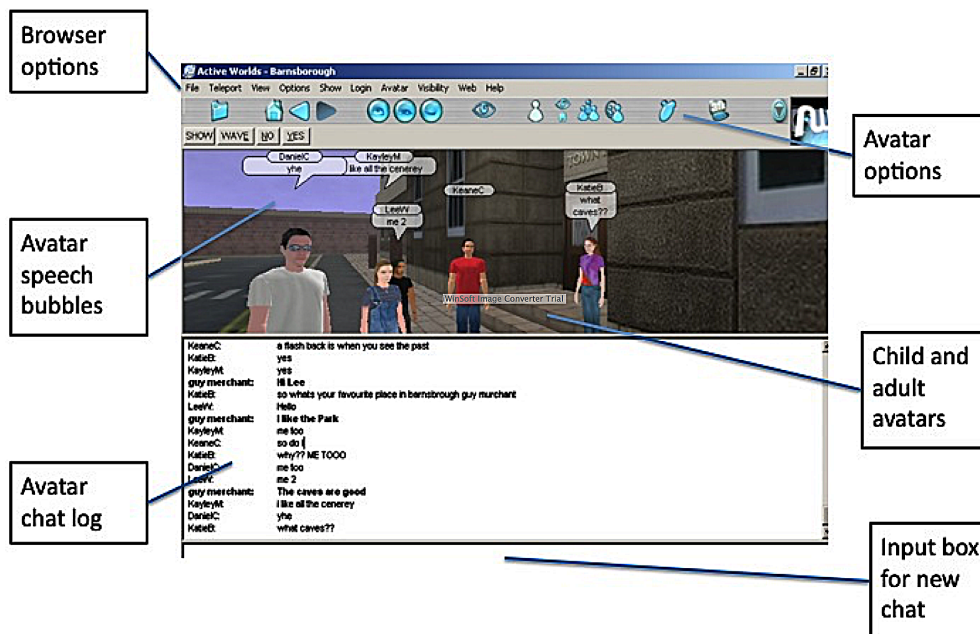 Browser
options
Active Worlds - Barnsborough
File Teleport View Options Show Login Avatar Visibility Web Help
SHOW WAVE NO YES
Avatar
options
DanielC
yhe
KayleyM
like all the cenerey
LeeW
me 2
KeaneC
KatieB
what
caves??
TOWN
WinSoft Image Converter Trial
Avatar
speech
bubbles
Child and
adult
avatars
KeaneC: a flash back is when you see the past
KatieB: yes
KayleyM: yes
guy merchant: Hi Lee
KatieB: so whats your favourite place in barnsbrough guy murchant
LeeW: Hello
guy merchant: I like the Park
KayleyM: me too
KeaneC: so do i
KatieB: why?? ME TOOO
DanielC: me too
LeeW: me 2
guy merchant: The caves are good
KayleyM: i like all the cenerey
DanielC: yhe
KatieB: what caves??
Avatar
chat log
Input box
for new
chat